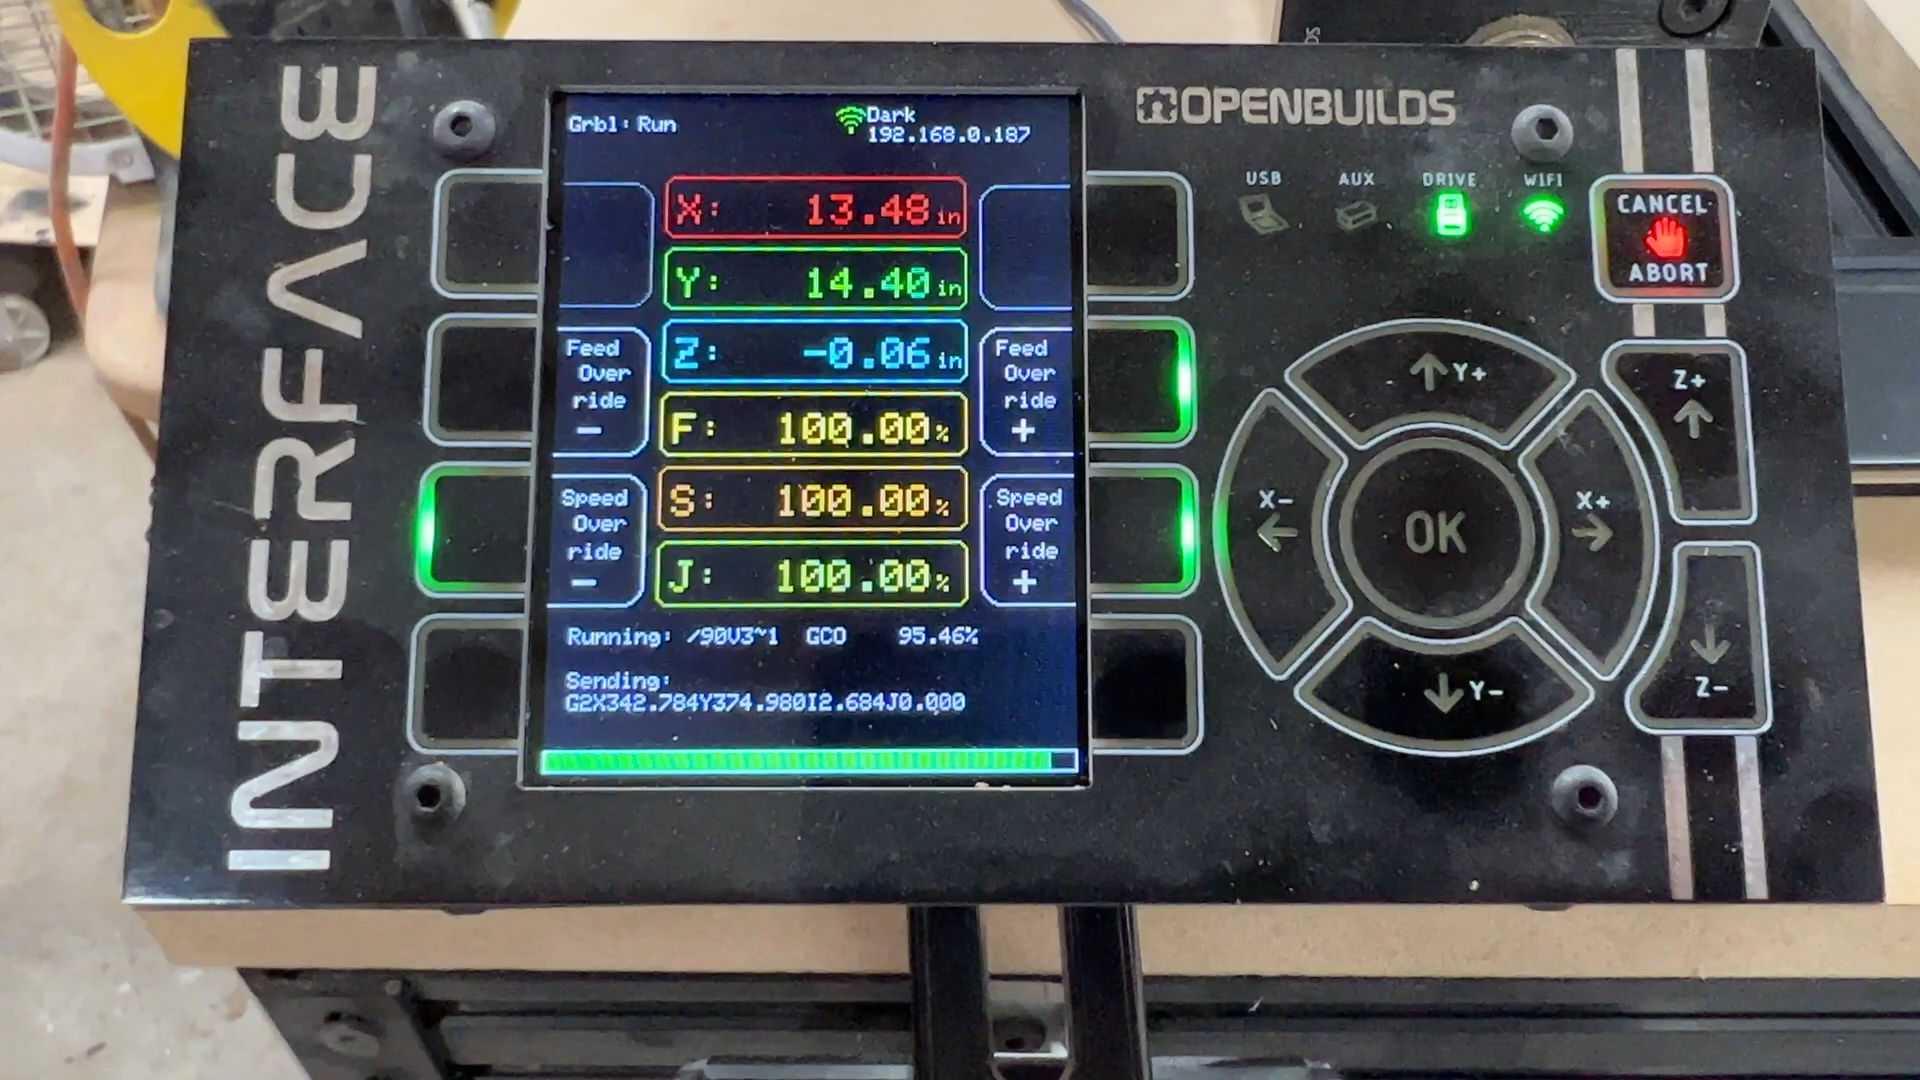 INTERFACE
Grbl: Run
Dark
192.168.0.187
X: 13.48 in
Y: 14.40 in
Z: -0.06 in
F: 100.00%
S: 100.00%
J: 100.00%
Feed
Over
ride
-
Feed
Over
ride
+
Speed
Over
ride
-
Speed
Over
ride
+
Running: /90V3~1 GCO 95.46%
Sending:
G2X342.784Y374.980I2.684J0.000
OPENBUILDS
USB AUX DRIVE WIFI
CANCEL
ABORT
Y+
Z+
X-
OK
X+
Y-
Z-